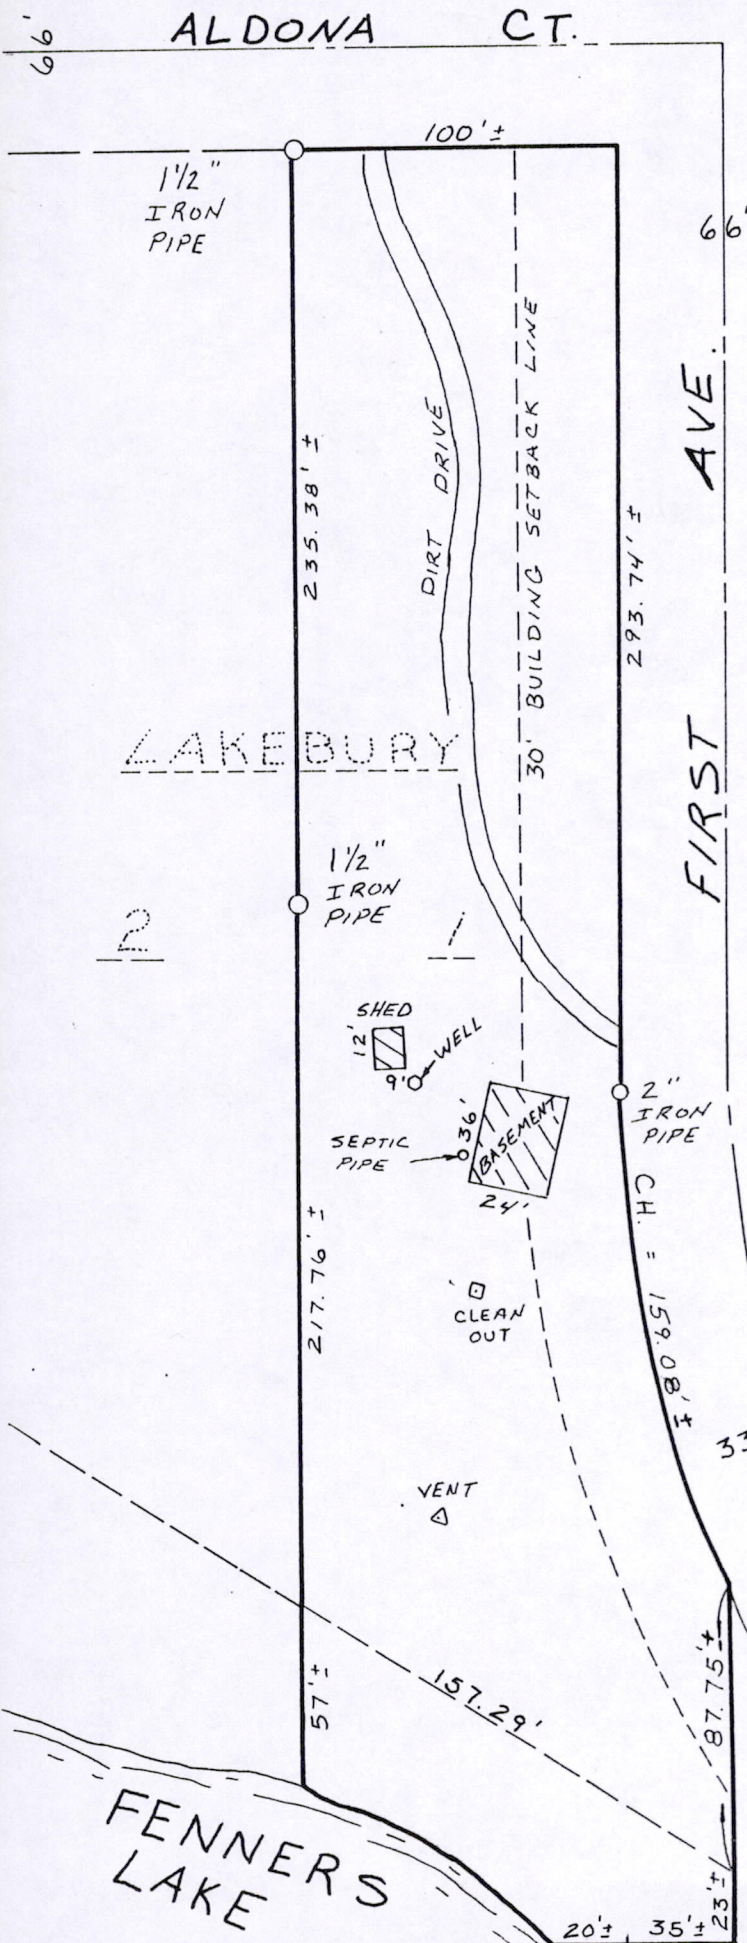 66'
ALDONA CT.
100'±
1½"
IRON
PIPE
66'
FIRST AVE.
30' BUILDING SETBACK LINE
DIRT DRIVE
235.38'±
293.74'±
LAKEBURY
1½"
IRON
PIPE
2
1
SHED
12'
9'
WELL
2"
IRON
PIPE
36'
BASEMENT
SEPTIC
PIPE
24'
CH. = 159.08'±
217.76'±
CLEAN
OUT
33
VENT
157.29'
57'±
87.75'±
FENNERS
LAKE
23'±
20'± 35'±